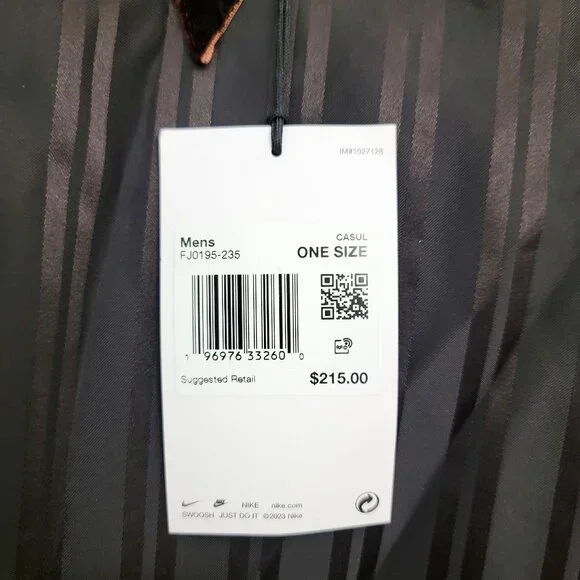 IM#1027128
Mens
CASUL
FJ0195-235
ONE SIZE
1 96976 33260 0
RFID
Suggested Retail
$215.00
NIKE nike.com
SWOOSH JUST DO IT ©2023 Nike